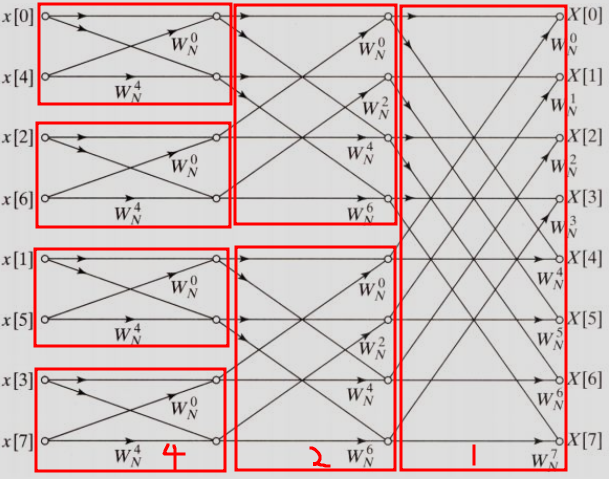 x[0] X[0]
W_N^0 W_N^0 W_N^0
x[4] X[1]
W_N^4 W_N^2 W_N^1
x[2] X[2]
W_N^0 W_N^4 W_N^2
x[6] X[3]
W_N^4 W_N^6 W_N^3
x[1] X[4]
W_N^0 W_N^0 W_N^4
x[5] X[5]
W_N^4 W_N^2 W_N^5
x[3] X[6]
W_N^0 W_N^4 W_N^6
x[7] X[7]
W_N^4 4 2 W_N^6 1 W_N^7